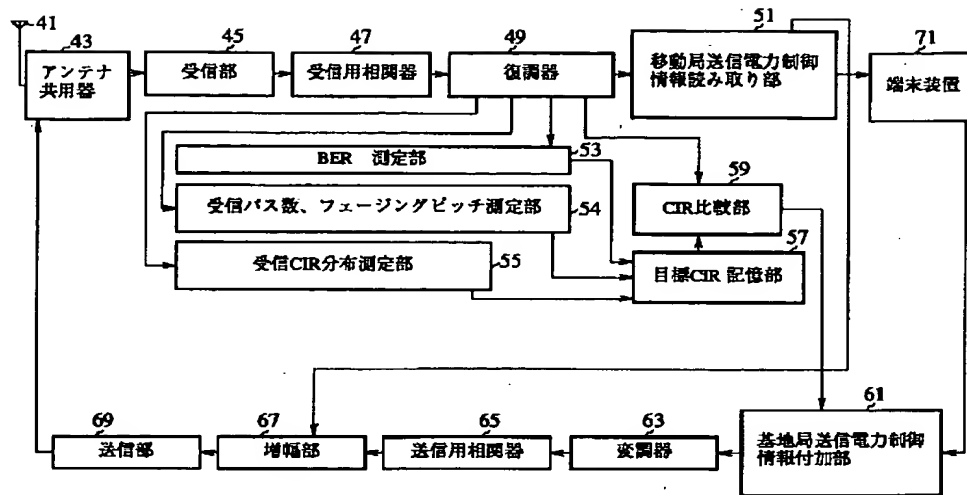 41
43
アンテナ
共用器
45
受信部
47
受信用相関器
49
復調器
51
移動局送信電力制御
情報読み取り部
71
端末装置
BER 測定部
53
受信パス数、フェージングピッチ測定部
54
受信CIR分布測定部
55
59
CIR比較部
57
目標CIR 記憶部
69
送信部
67
増幅部
65
送信用相関器
63
変調器
61
基地局送信電力制御
情報付加部